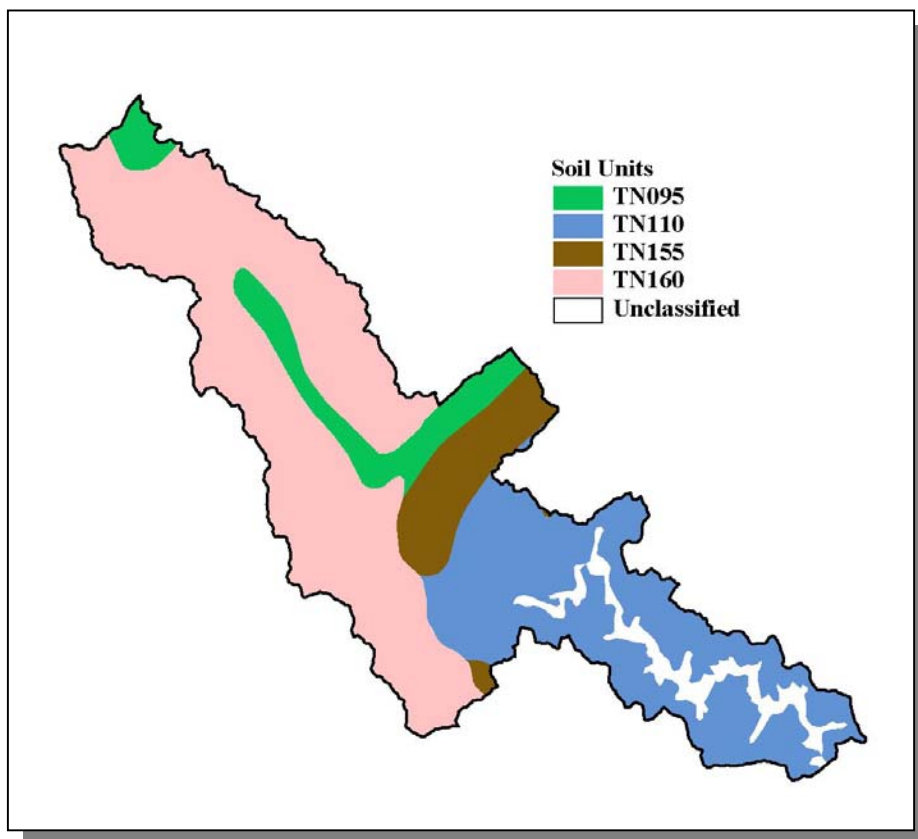 Soil Units
TN095
TN110
TN155
TN160
Unclassified